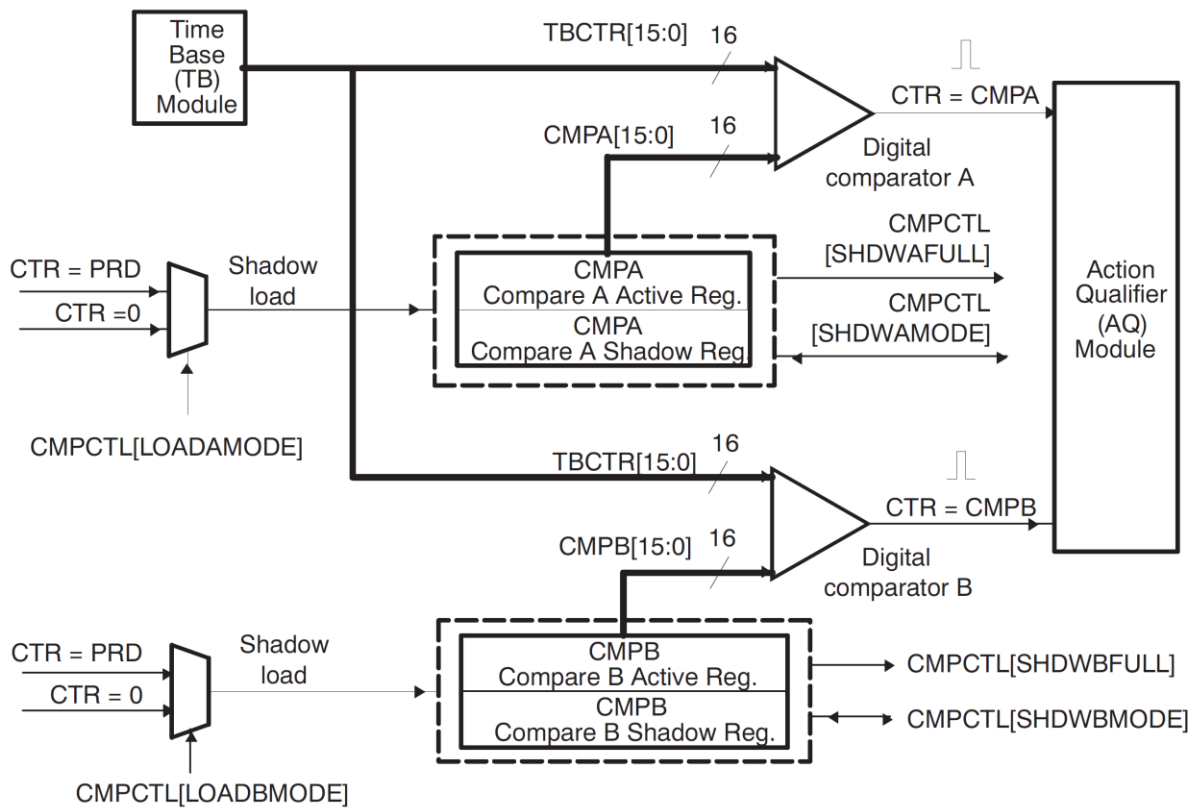 Time
Base
(TB)
Module
TBCTR[15:0]
16
CTR = CMPA
CMPA[15:0]
16
Digital
comparator A
CTR = PRD
CTR =0
Shadow
load
CMPA
Compare A Active Reg.
CMPA
Compare A Shadow Reg.
CMPCTL
[SHDWAFULL]
CMPCTL
[SHDWAMODE]
Action
Qualifier
(AQ)
Module
CMPCTL[LOADAMODE]
TBCTR[15:0]
16
CTR = CMPB
CMPB[15:0]
16
Digital
comparator B
CTR = PRD
CTR = 0
Shadow
load
CMPB
Compare B Active Reg.
CMPB
Compare B Shadow Reg.
CMPCTL[SHDWBFULL]
CMPCTL[SHDWBMODE]
CMPCTL[LOADBMODE]